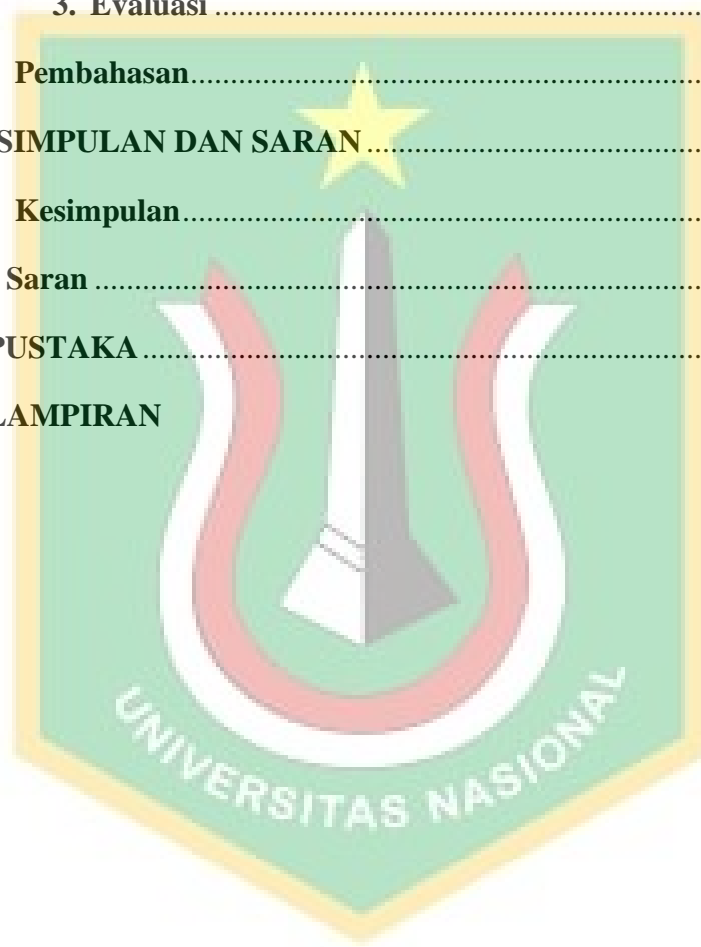 3. Evaluasi ........................................................
Pembahasan........................................................
SIMPULAN DAN SARAN ........................................
Kesimpulan........................................................
Saran ................................................................
PUSTAKA ..........................................................
LAMPIRAN
UNIVERSITAS NASIONAL